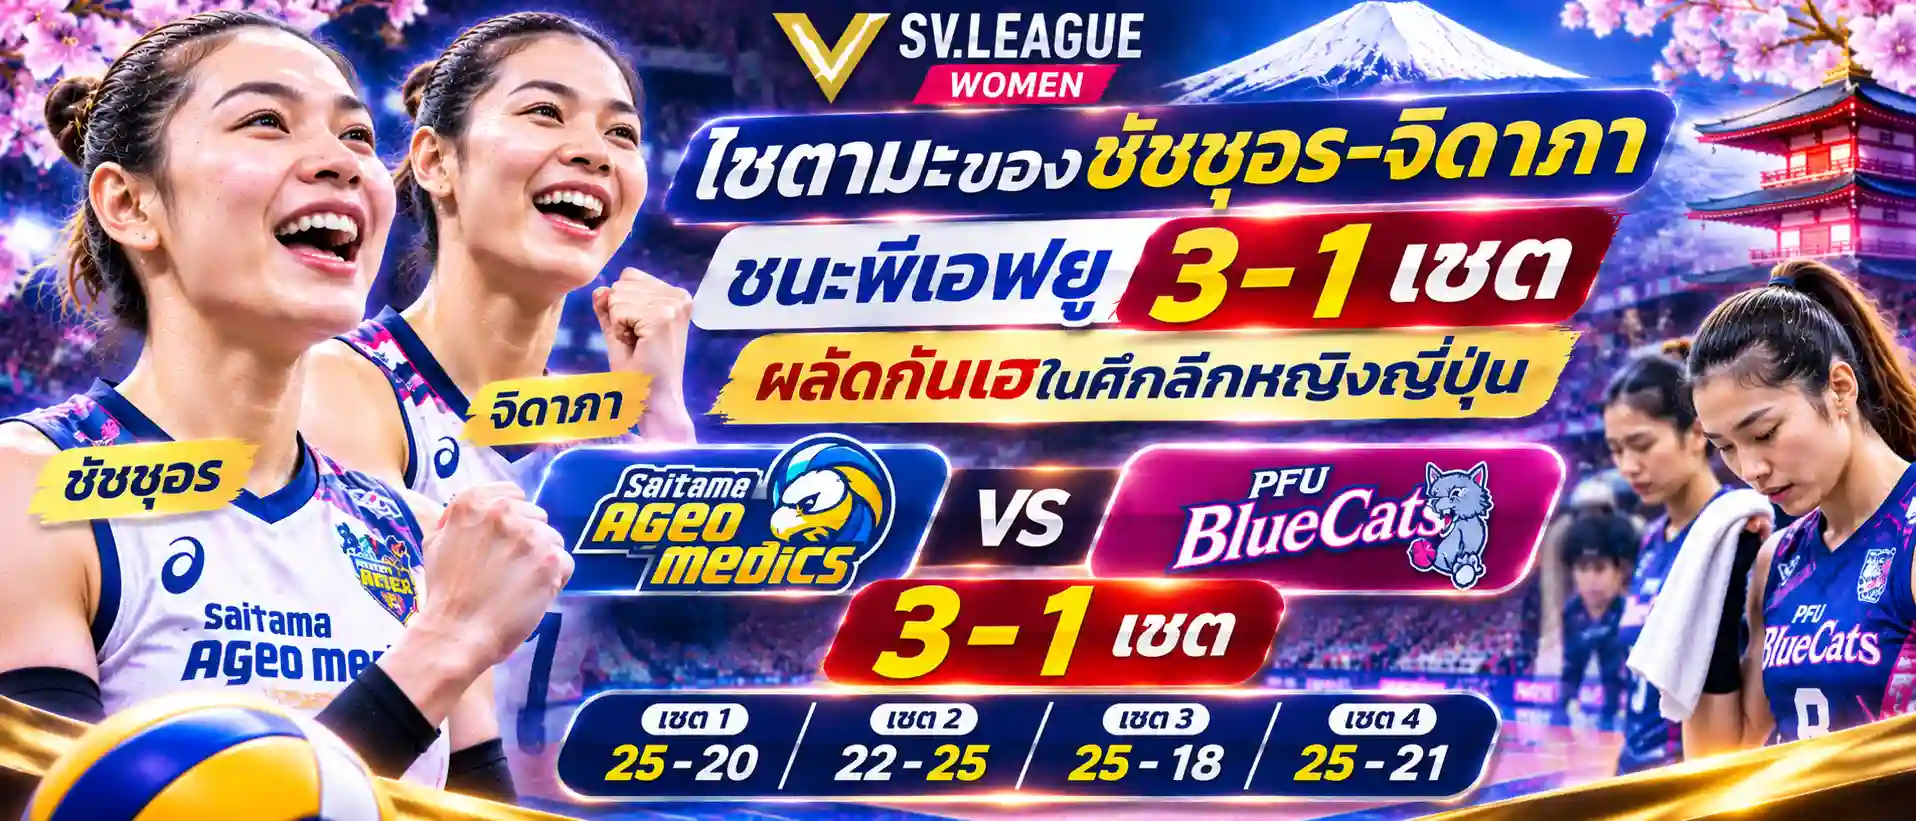 SV.LEAGUE
WOMEN
ไซตามะของ ชัชชุอร-จิดาภา
ชนะพีเอฟยู 3-1 เซต
ผลัดกันเฮในศึกลีกหญิงญี่ปุ่น
จิดาภา
ชัชชุอร
Saitama
AGEO
MEDICS
VS
PFU
BlueCats
3-1 เซต
Saitama
AGEO ME
PFU
BlueCats
8
เซต 1
25-20
เซต 2
22-25
เซต 3
25-18
เซต 4
25-21